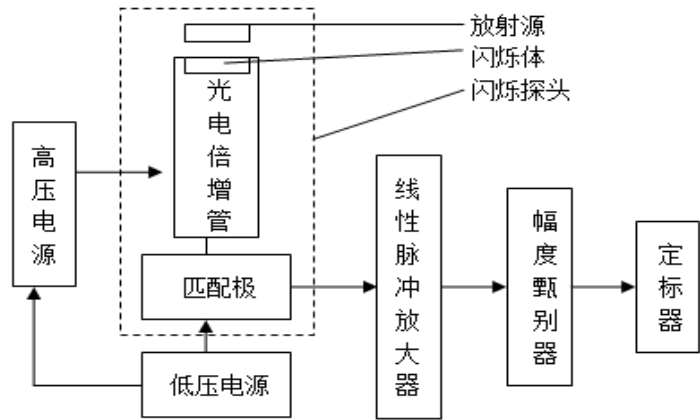 放射源
闪烁体
闪烁探头
光电倍增管
高压电源
匹配极
低压电源
线性脉冲放大器
幅度甄别器
定标器